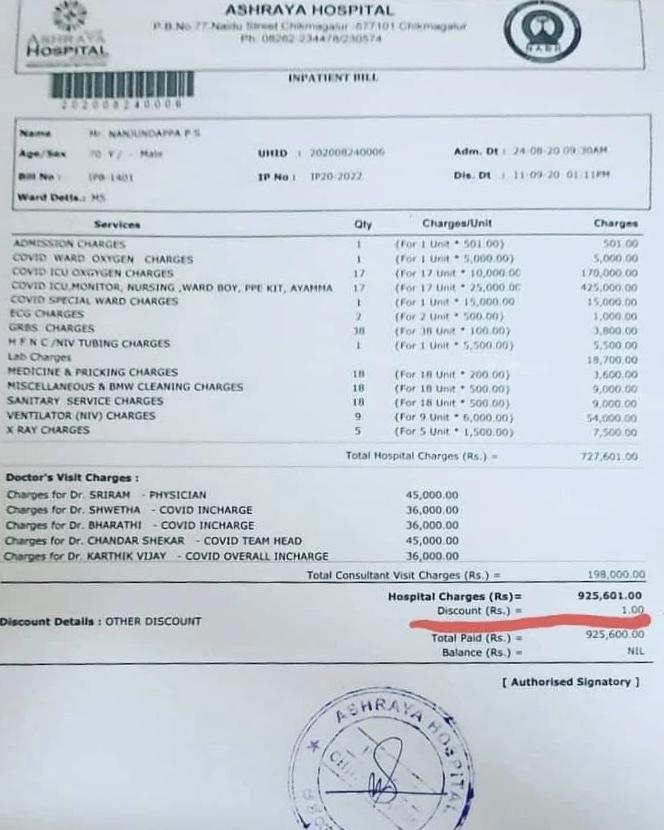 ASHRAYA HOSPITAL
P.B.No.77,Naidu Street Chikmagalur -577101 Chikmagalur
Ph: 08262-234478/230574
ASHRAYA
HOSPITAL
NABH
INPATIENT BILL
202008240006
Name Mr. NANJUNDAPPA P S
Age/Sex 70 Y/ - Male UHID : 202008240006 Adm. Dt : 24-08-20 09:30AM
Bill No : IPB-1401 IP No : IP20-2022 Dis. Dt : 11-09-20 01:11PM
Ward Detls.: MS
Services Qty Charges/Unit Charges
ADMISSION CHARGES 1 (For 1 Unit * 501.00) 501.00
COVID WARD OXYGEN CHARGES 1 (For 1 Unit * 5,000.00) 5,000.00
COVID ICU OXGYGEN CHARGES 17 (For 17 Unit * 10,000.00 170,000.00
COVID ICU,MONITOR, NURSING ,WARD BOY, PPE KIT, AYAMMA 17 (For 17 Unit * 25,000.00 425,000.00
COVID SPECIAL WARD CHARGES 1 (For 1 Unit * 15,000.00 15,000.00
ECG CHARGES 2 (For 2 Unit * 500.00) 1,000.00
GRBS CHARGES 38 (For 38 Unit * 100.00) 3,800.00
H F N C /NIV TUBING CHARGES 1 (For 1 Unit * 5,500.00) 5,500.00
Lab Charges 18,700.00
MEDICINE & PRICKING CHARGES 18 (For 18 Unit * 200.00) 3,600.00
MISCELLANEOUS & BMW CLEANING CHARGES 18 (For 18 Unit * 500.00) 9,000.00
SANITARY SERVICE CHARGES 18 (For 18 Unit * 500.00) 9,000.00
VENTILATOR (NIV) CHARGES 9 (For 9 Unit * 6,000.00) 54,000.00
X RAY CHARGES 5 (For 5 Unit * 1,500.00) 7,500.00
Total Hospital Charges (Rs.) = 727,601.00
Doctor's Visit Charges :
Charges for Dr. SRIRAM - PHYSICIAN 45,000.00
Charges for Dr. SHWETHA - COVID INCHARGE 36,000.00
Charges for Dr. BHARATHI - COVID INCHARGE 36,000.00
Charges for Dr. CHANDAR SHEKAR - COVID TEAM HEAD 45,000.00
Charges for Dr. KARTHIK VIJAY - COVID OVERALL INCHARGE 36,000.00
Total Consultant Visit Charges (Rs.) = 198,000.00
Hospital Charges (Rs)= 925,601.00
Discount (Rs.) = 1.00
Discount Details : OTHER DISCOUNT
Total Paid (Rs.) = 925,600.00
Balance (Rs.) = NIL
[ Authorised Signatory ]
ASHRAYA HOSPITAL